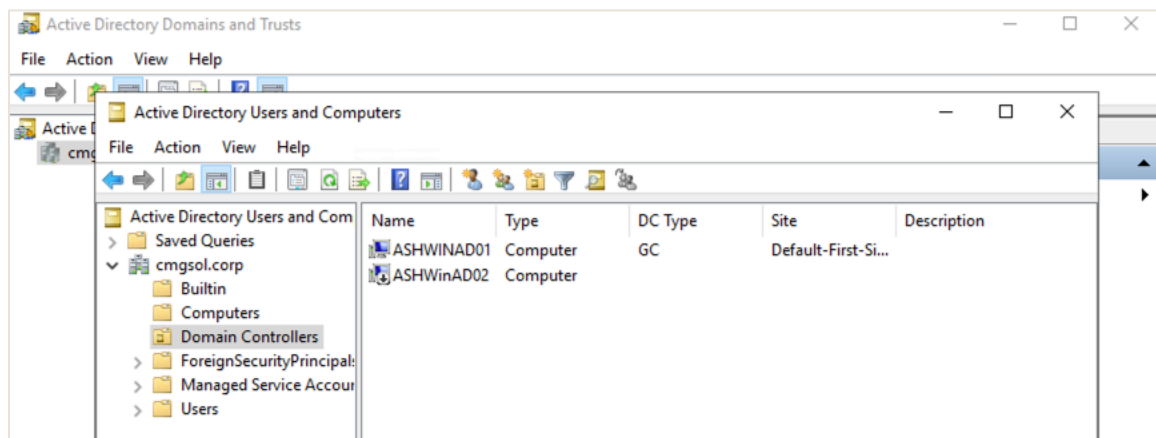 Active Directory Domains and Trusts
File Action View Help
Active Directory Users and Computers
Active D
File Action View Help
cmg
Active Directory Users and Com
Name Type DC Type Site Description
Saved Queries
ASHWINAD01 Computer GC Default-First-Si...
cmgsol.corp
ASHWinAD02 Computer
Builtin
Computers
Domain Controllers
ForeignSecurityPrincipals
Managed Service Accour
Users